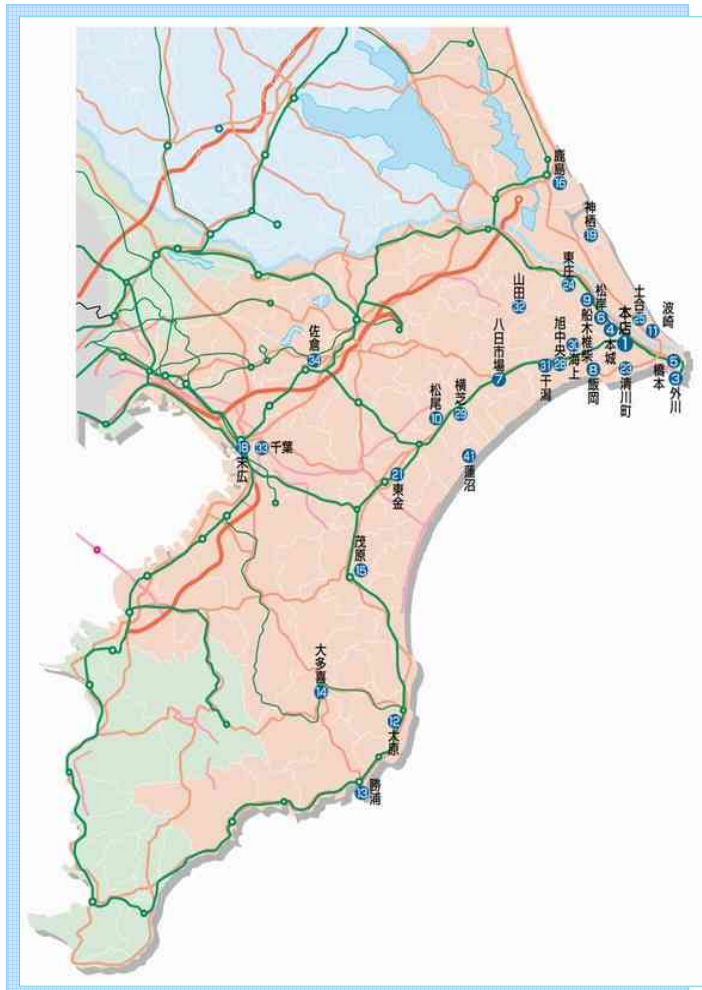 鹿島
16
神栖
19
東庄
24
山田
32
松岸
6
9
船木椎柴
土合
25
波崎
11
本店
1
4
本城
旭中央
28
海上
八日市場
7
31
干潟
8
飯岡
23
清川町
橋本
5
3
外川
佐倉
34
横芝
29
松尾
10
18
末広
33
千葉
41
蓮沼
21
東金
茂原
15
大多喜
14
12
大原
13
勝浦